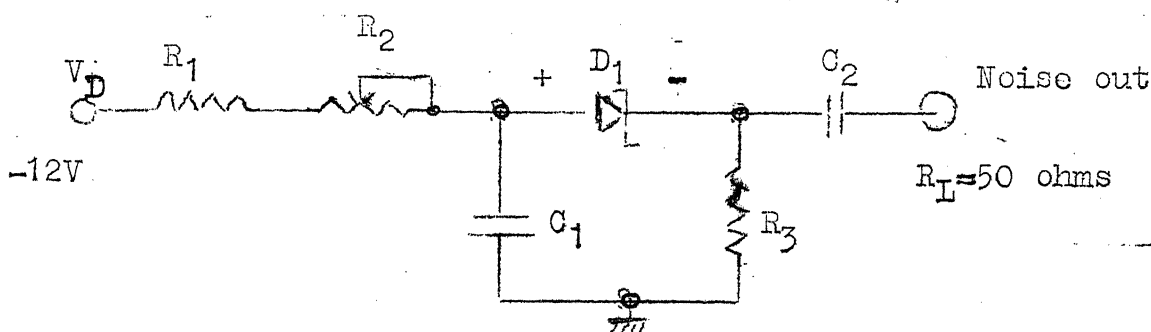 R2
VD R1 + D1 - C2 Noise out
-12V RL=50 ohms
C1 R3